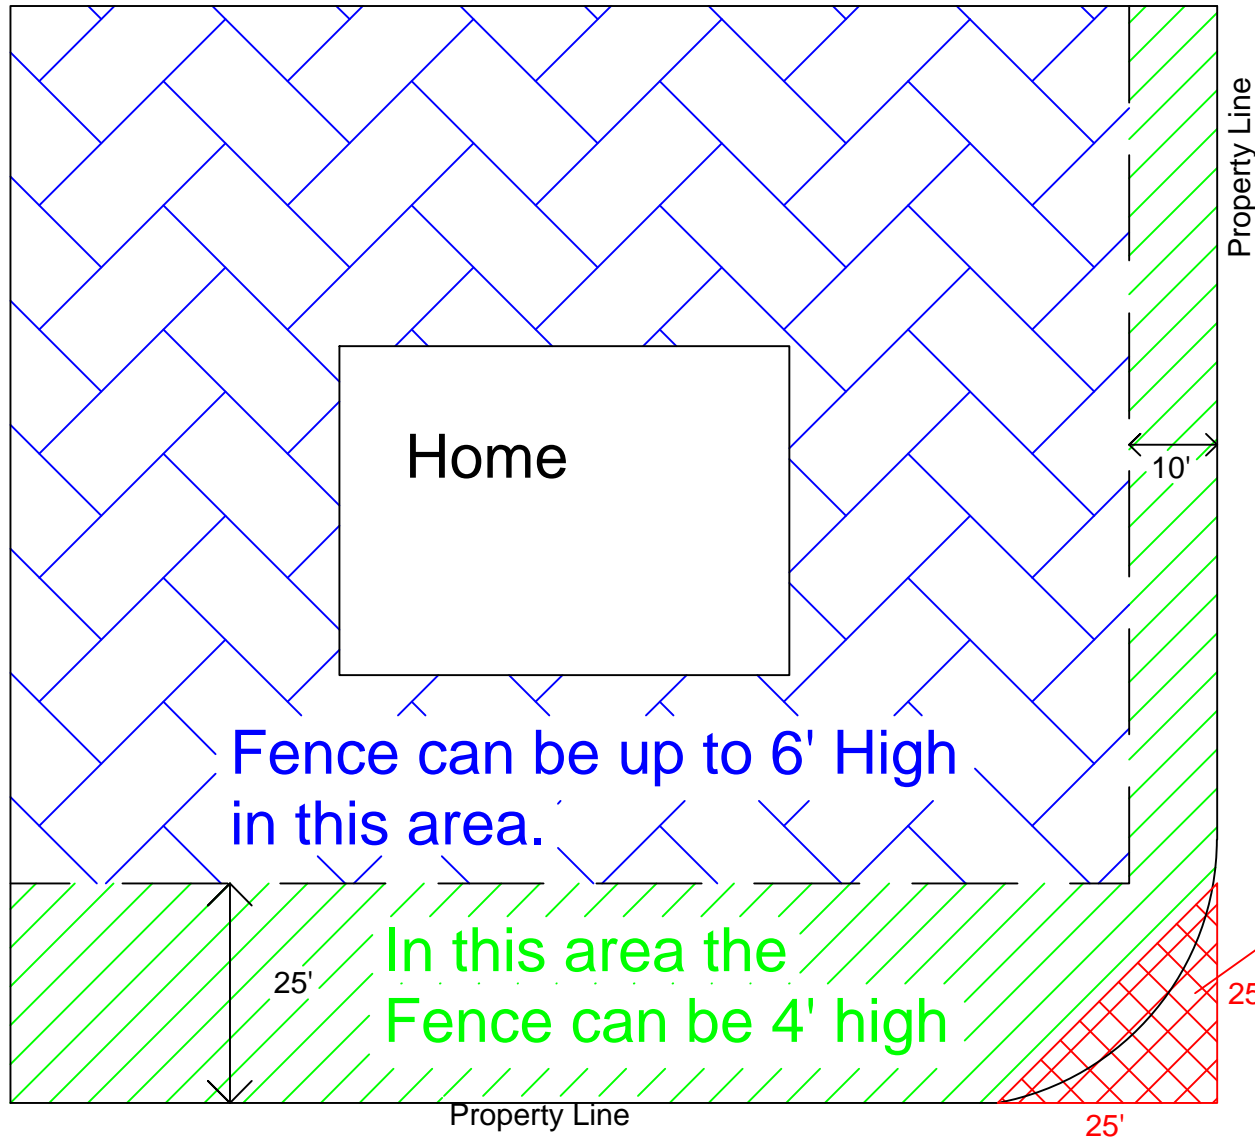 Property Line
Home
10'
Fence can be up to 6' High
in this area.
In this area the
25'
Fence can be 4' high
25
Property Line
25'